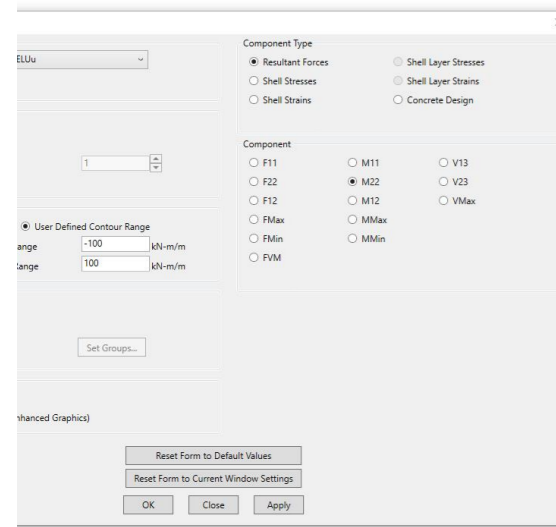 ELUu
Component Type
Resultant Forces
Shell Layer Stresses
Shell Stresses
Shell Layer Strains
Shell Strains
Concrete Design
1
Component
F11
M11
V13
F22
M22
V23
F12
M12
VMax
FMax
MMax
FMin
MMin
FVM
User Defined Contour Range
ange
-100
kN-m/m
Range
100
kN-m/m
Set Groups...
nhanced Graphics)
Reset Form to Default Values
Reset Form to Current Window Settings
OK
Close
Apply